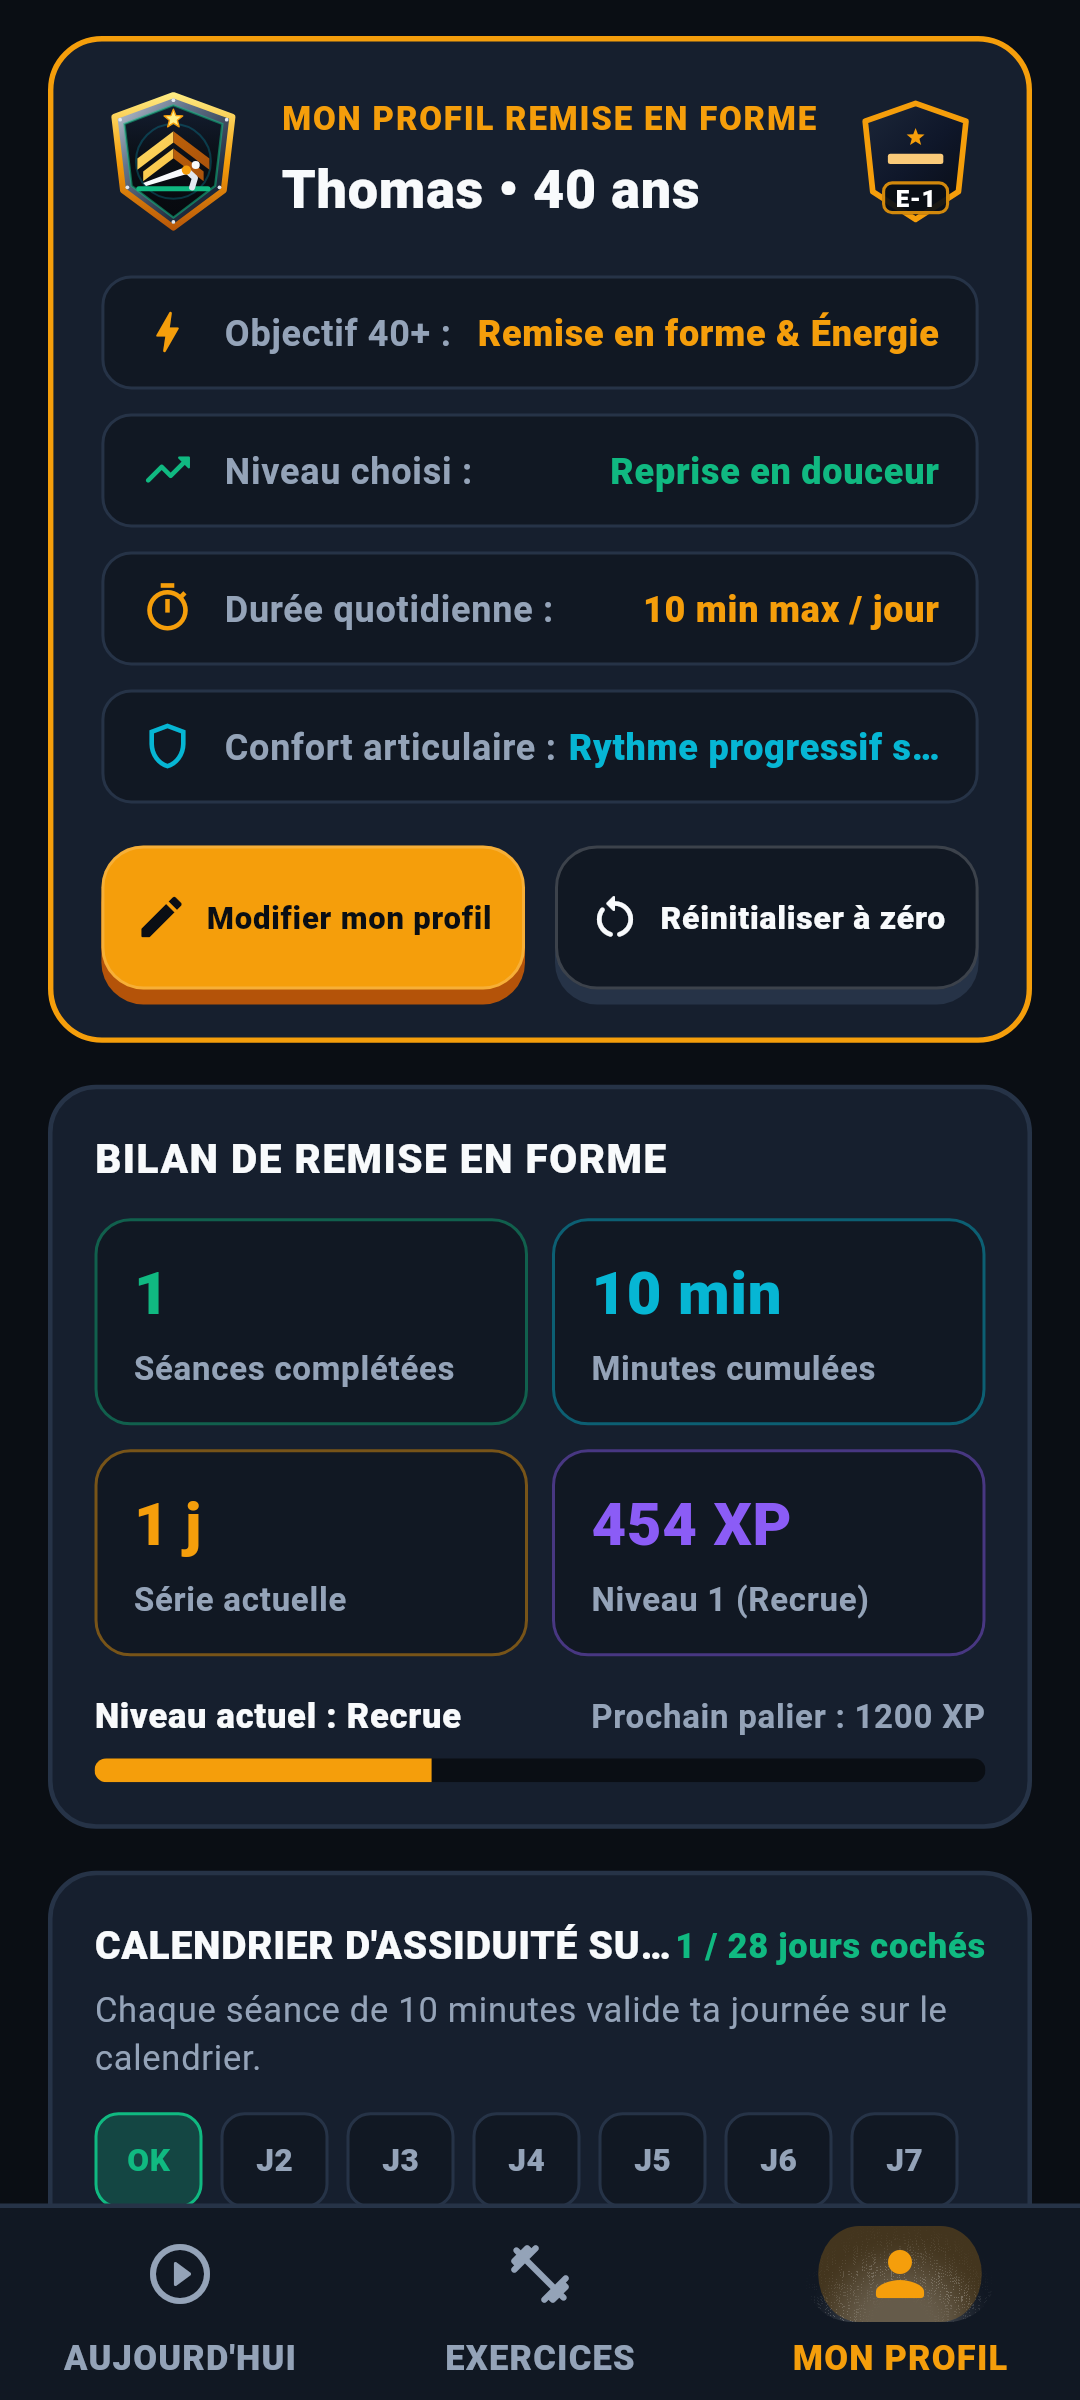 MON PROFIL REMISE EN FORME
Thomas • 40 ans
E-1
Objectif 40+ : Remise en forme & Énergie
Niveau choisi : Reprise en douceur
Durée quotidienne : 10 min max / jour
Confort articulaire : Rythme progressif s…
Modifier mon profil
Réinitialiser à zéro
BILAN DE REMISE EN FORME
1
Séances complétées
10 min
Minutes cumulées
1 j
Série actuelle
454 XP
Niveau 1 (Recrue)
Niveau actuel : Recrue
Prochain palier : 1200 XP
CALENDRIER D'ASSIDUITÉ SU… 1 / 28 jours cochés
Chaque séance de 10 minutes valide ta journée sur le
calendrier.
OK J2 J3 J4 J5 J6 J7
AUJOURD'HUI EXERCICES MON PROFIL